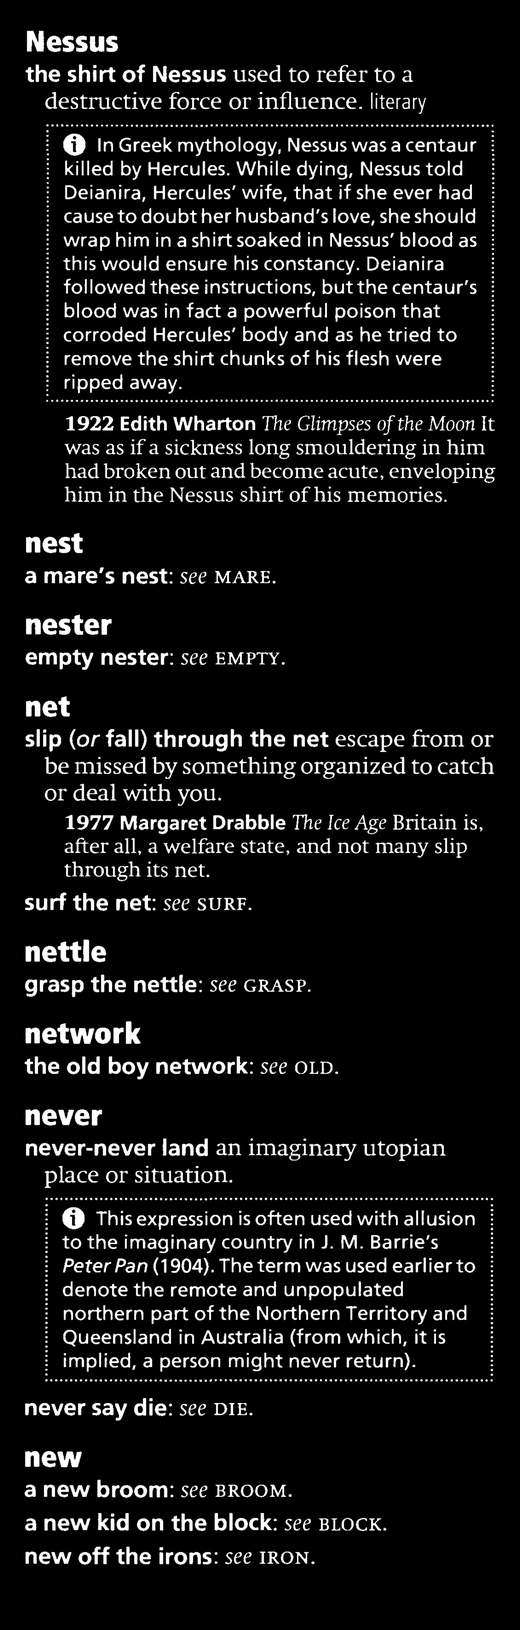 Nessus
the shirt of Nessus used to refer to a
destructive force or influence. literary
In Greek mythology, Nessus was a centaur
killed by Hercules. While dying, Nessus told
Deianira, Hercules' wife, that if she ever had
cause to doubt her husband's love, she should
wrap him in a shirt soaked in Nessus' blood as
this would ensure his constancy. Deianira
followed these instructions, but the centaur's
blood was in fact a powerful poison that
corroded Hercules' body and as he tried to
remove the shirt chunks of his flesh were
ripped away.
1922 Edith Wharton The Glimpses of the Moon It
was as if a sickness long smouldering in him
had broken out and become acute, enveloping
him in the Nessus shirt of his memories.
nest
a mare's nest: see MARE.
nester
empty nester: see EMPTY.
net
slip (or fall) through the net escape from or
be missed by something organized to catch
or deal with you.
1977 Margaret Drabble The Ice Age Britain is,
after all, a welfare state, and not many slip
through its net.
surf the net: see SURF.
nettle
grasp the nettle: see GRASP.
network
the old boy network: see OLD.
never
never-never land an imaginary utopian
place or situation.
This expression is often used with allusion
to the imaginary country in J. M. Barrie's
Peter Pan (1904). The term was used earlier to
denote the remote and unpopulated
northern part of the Northern Territory and
Queensland in Australia (from which, it is
implied, a person might never return).
never say die: see DIE.
new
a new broom: see BROOM.
a new kid on the block: see BLOCK.
new off the irons: see IRON.